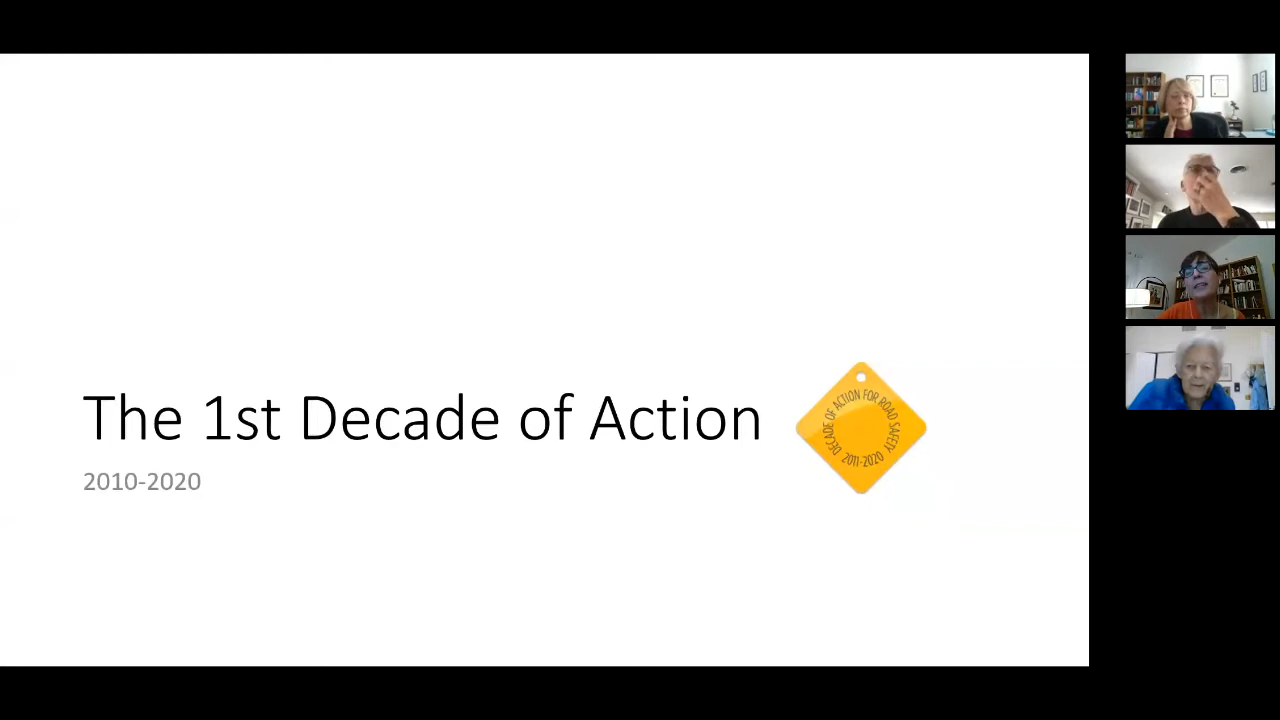 The 1st Decade of Action
2010-2020
DECADE OF ACTION FOR ROAD SAFETY
2011-2020